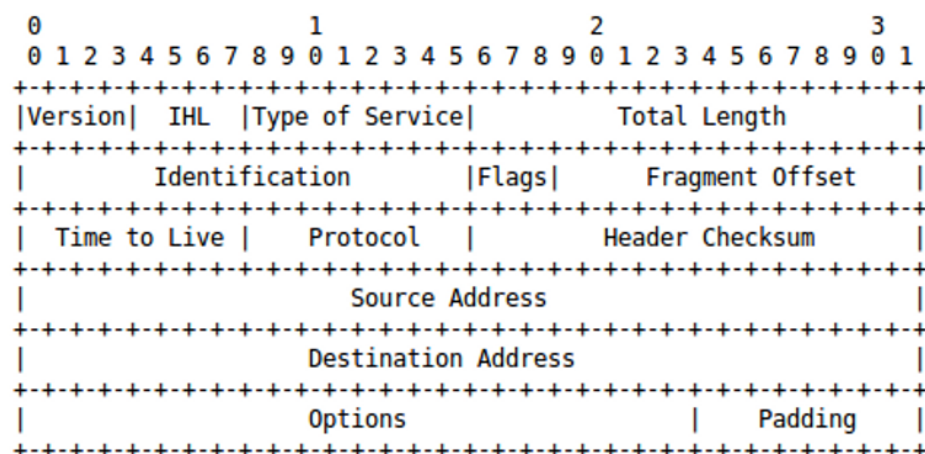 0                   1                   2                   3
 0 1 2 3 4 5 6 7 8 9 0 1 2 3 4 5 6 7 8 9 0 1 2 3 4 5 6 7 8 9 0 1
+-+-+-+-+-+-+-+-+-+-+-+-+-+-+-+-+-+-+-+-+-+-+-+-+-+-+-+-+-+-+-+-+
|Version|  IHL  |Type of Service|          Total Length         |
+-+-+-+-+-+-+-+-+-+-+-+-+-+-+-+-+-+-+-+-+-+-+-+-+-+-+-+-+-+-+-+-+
|         Identification        |Flags|      Fragment Offset    |
+-+-+-+-+-+-+-+-+-+-+-+-+-+-+-+-+-+-+-+-+-+-+-+-+-+-+-+-+-+-+-+-+
|  Time to Live |    Protocol   |         Header Checksum       |
+-+-+-+-+-+-+-+-+-+-+-+-+-+-+-+-+-+-+-+-+-+-+-+-+-+-+-+-+-+-+-+-+
|                       Source Address                          |
+-+-+-+-+-+-+-+-+-+-+-+-+-+-+-+-+-+-+-+-+-+-+-+-+-+-+-+-+-+-+-+-+
|                    Destination Address                        |
+-+-+-+-+-+-+-+-+-+-+-+-+-+-+-+-+-+-+-+-+-+-+-+-+-+-+-+-+-+-+-+-+
|                    Options                    |    Padding    |
+-+-+-+-+-+-+-+-+-+-+-+-+-+-+-+-+-+-+-+-+-+-+-+-+-+-+-+-+-+-+-+-+